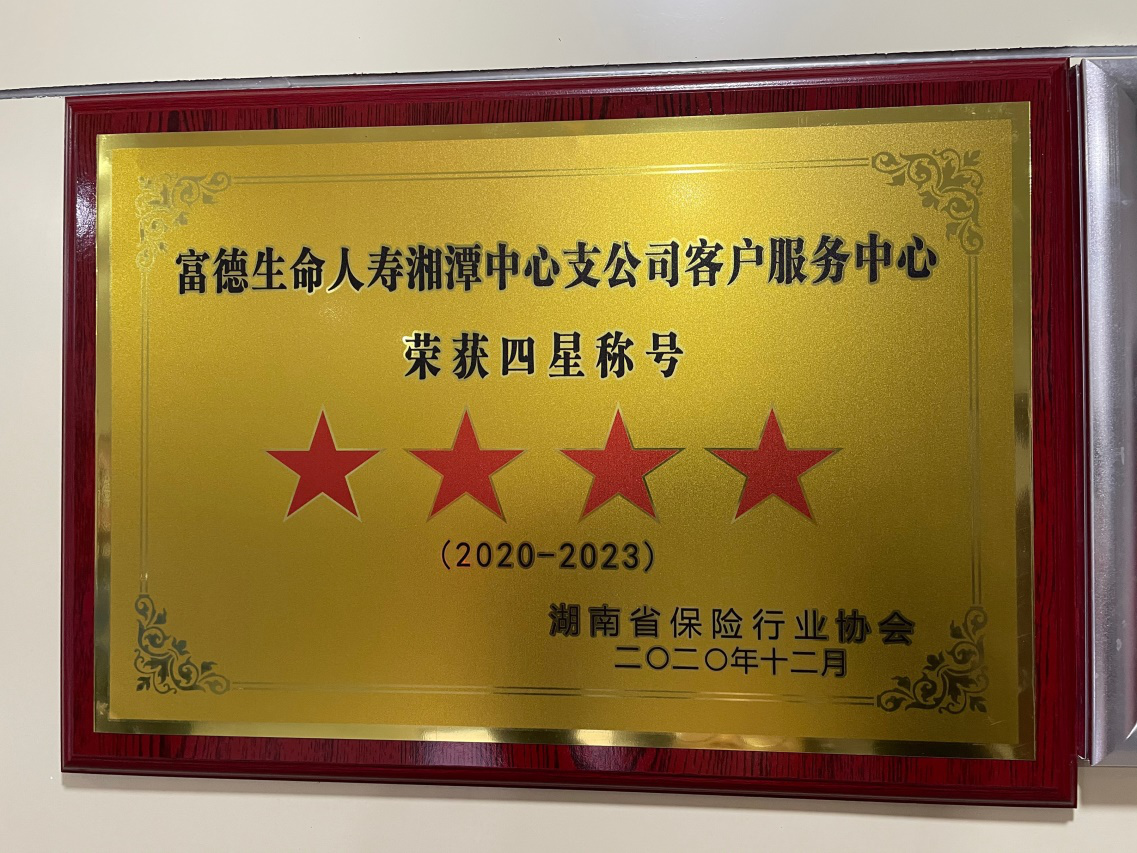 富德生命人寿湘潭中心支公司客户服务中心
荣获四星称号
（2020-2023）
湖南省保险行业协会
二〇二〇年十二月